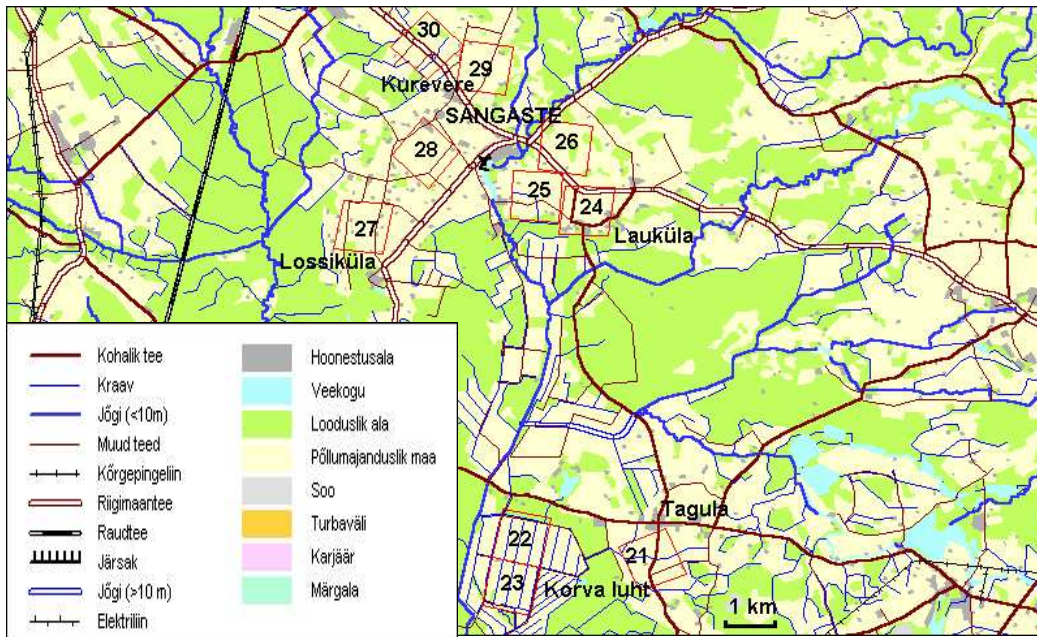 30
29
Kurevere
SANGASTE
28
26
25
24
27
Lauküla
Lossiküla
Kohalik tee
Kraav
Jõgi (<10m)
Muud teed
Kõrgepingeliin
Riigimaantee
Raudtee
Järsak
Jõgi (>10 m)
Elektriliin
Hoonestusala
Veekogu
Looduslik ala
Põllumajanduslik maa
Soo
Turbaväli
Karjäär
Märgala
Tagula
22
21
23
Korva luht
1 km